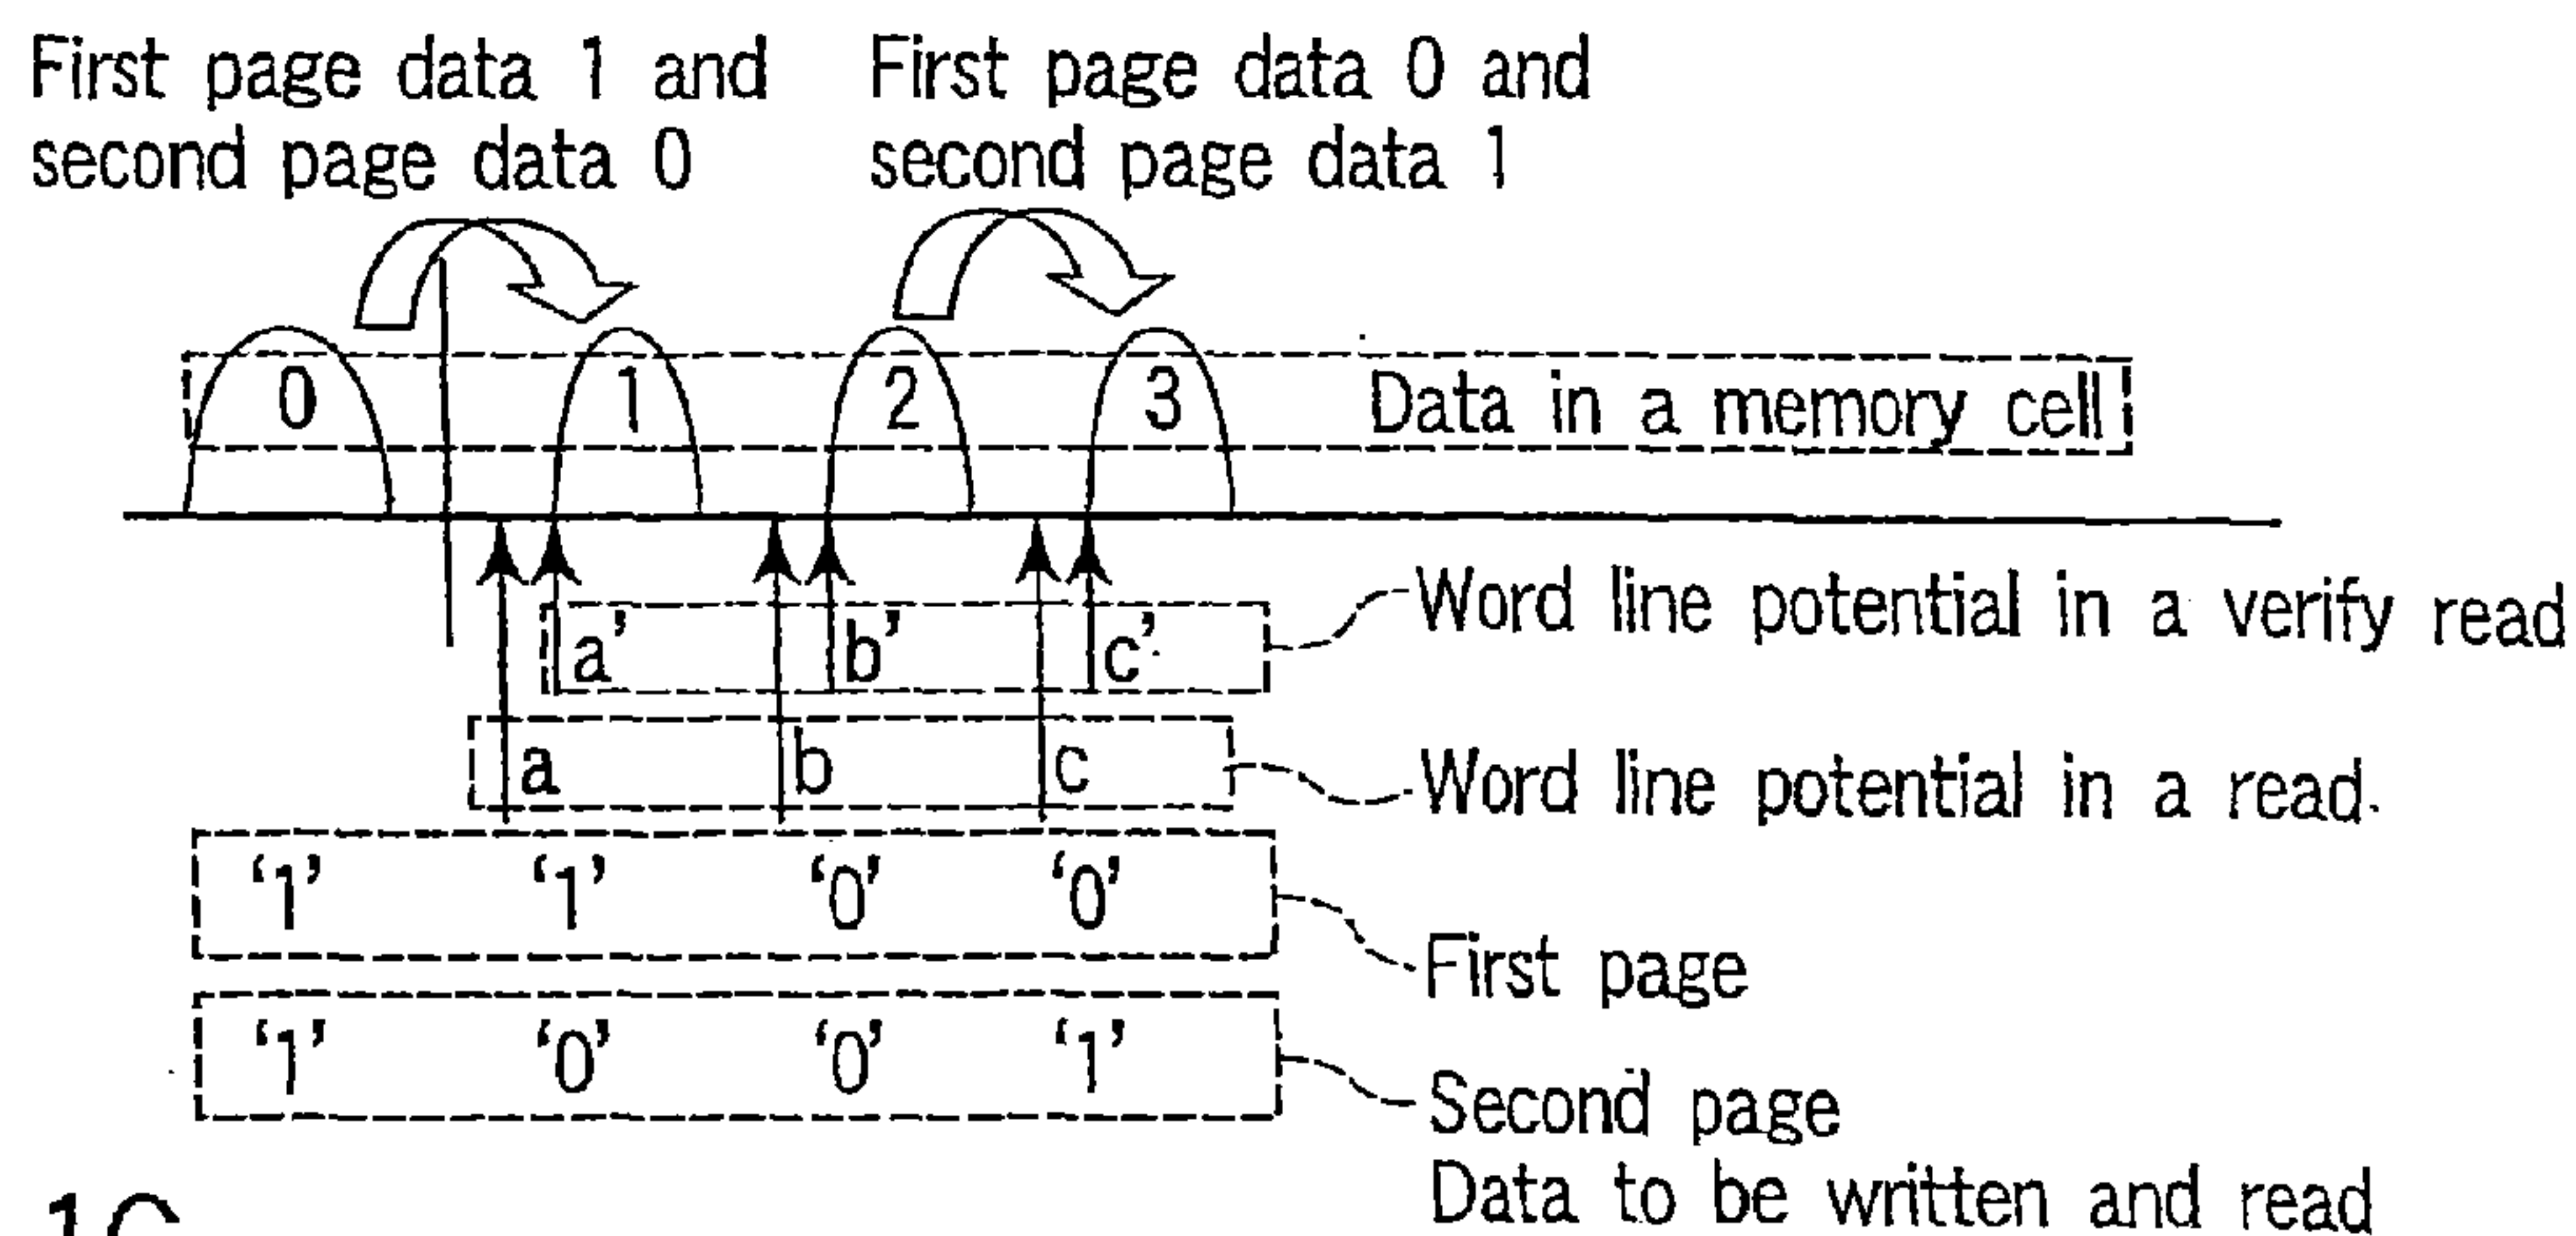 First page data 1 and
second page data 0
First page data 0 and
second page data 1
0 1 2 3 Data in a memory cell
a' b' c' Word line potential in a verify read
a b c Word line potential in a read
‘1’ ‘1’ ‘0’ ‘0’
First page
‘1’ ‘0’ ‘0’ ‘1’
Second page
Data to be written and read